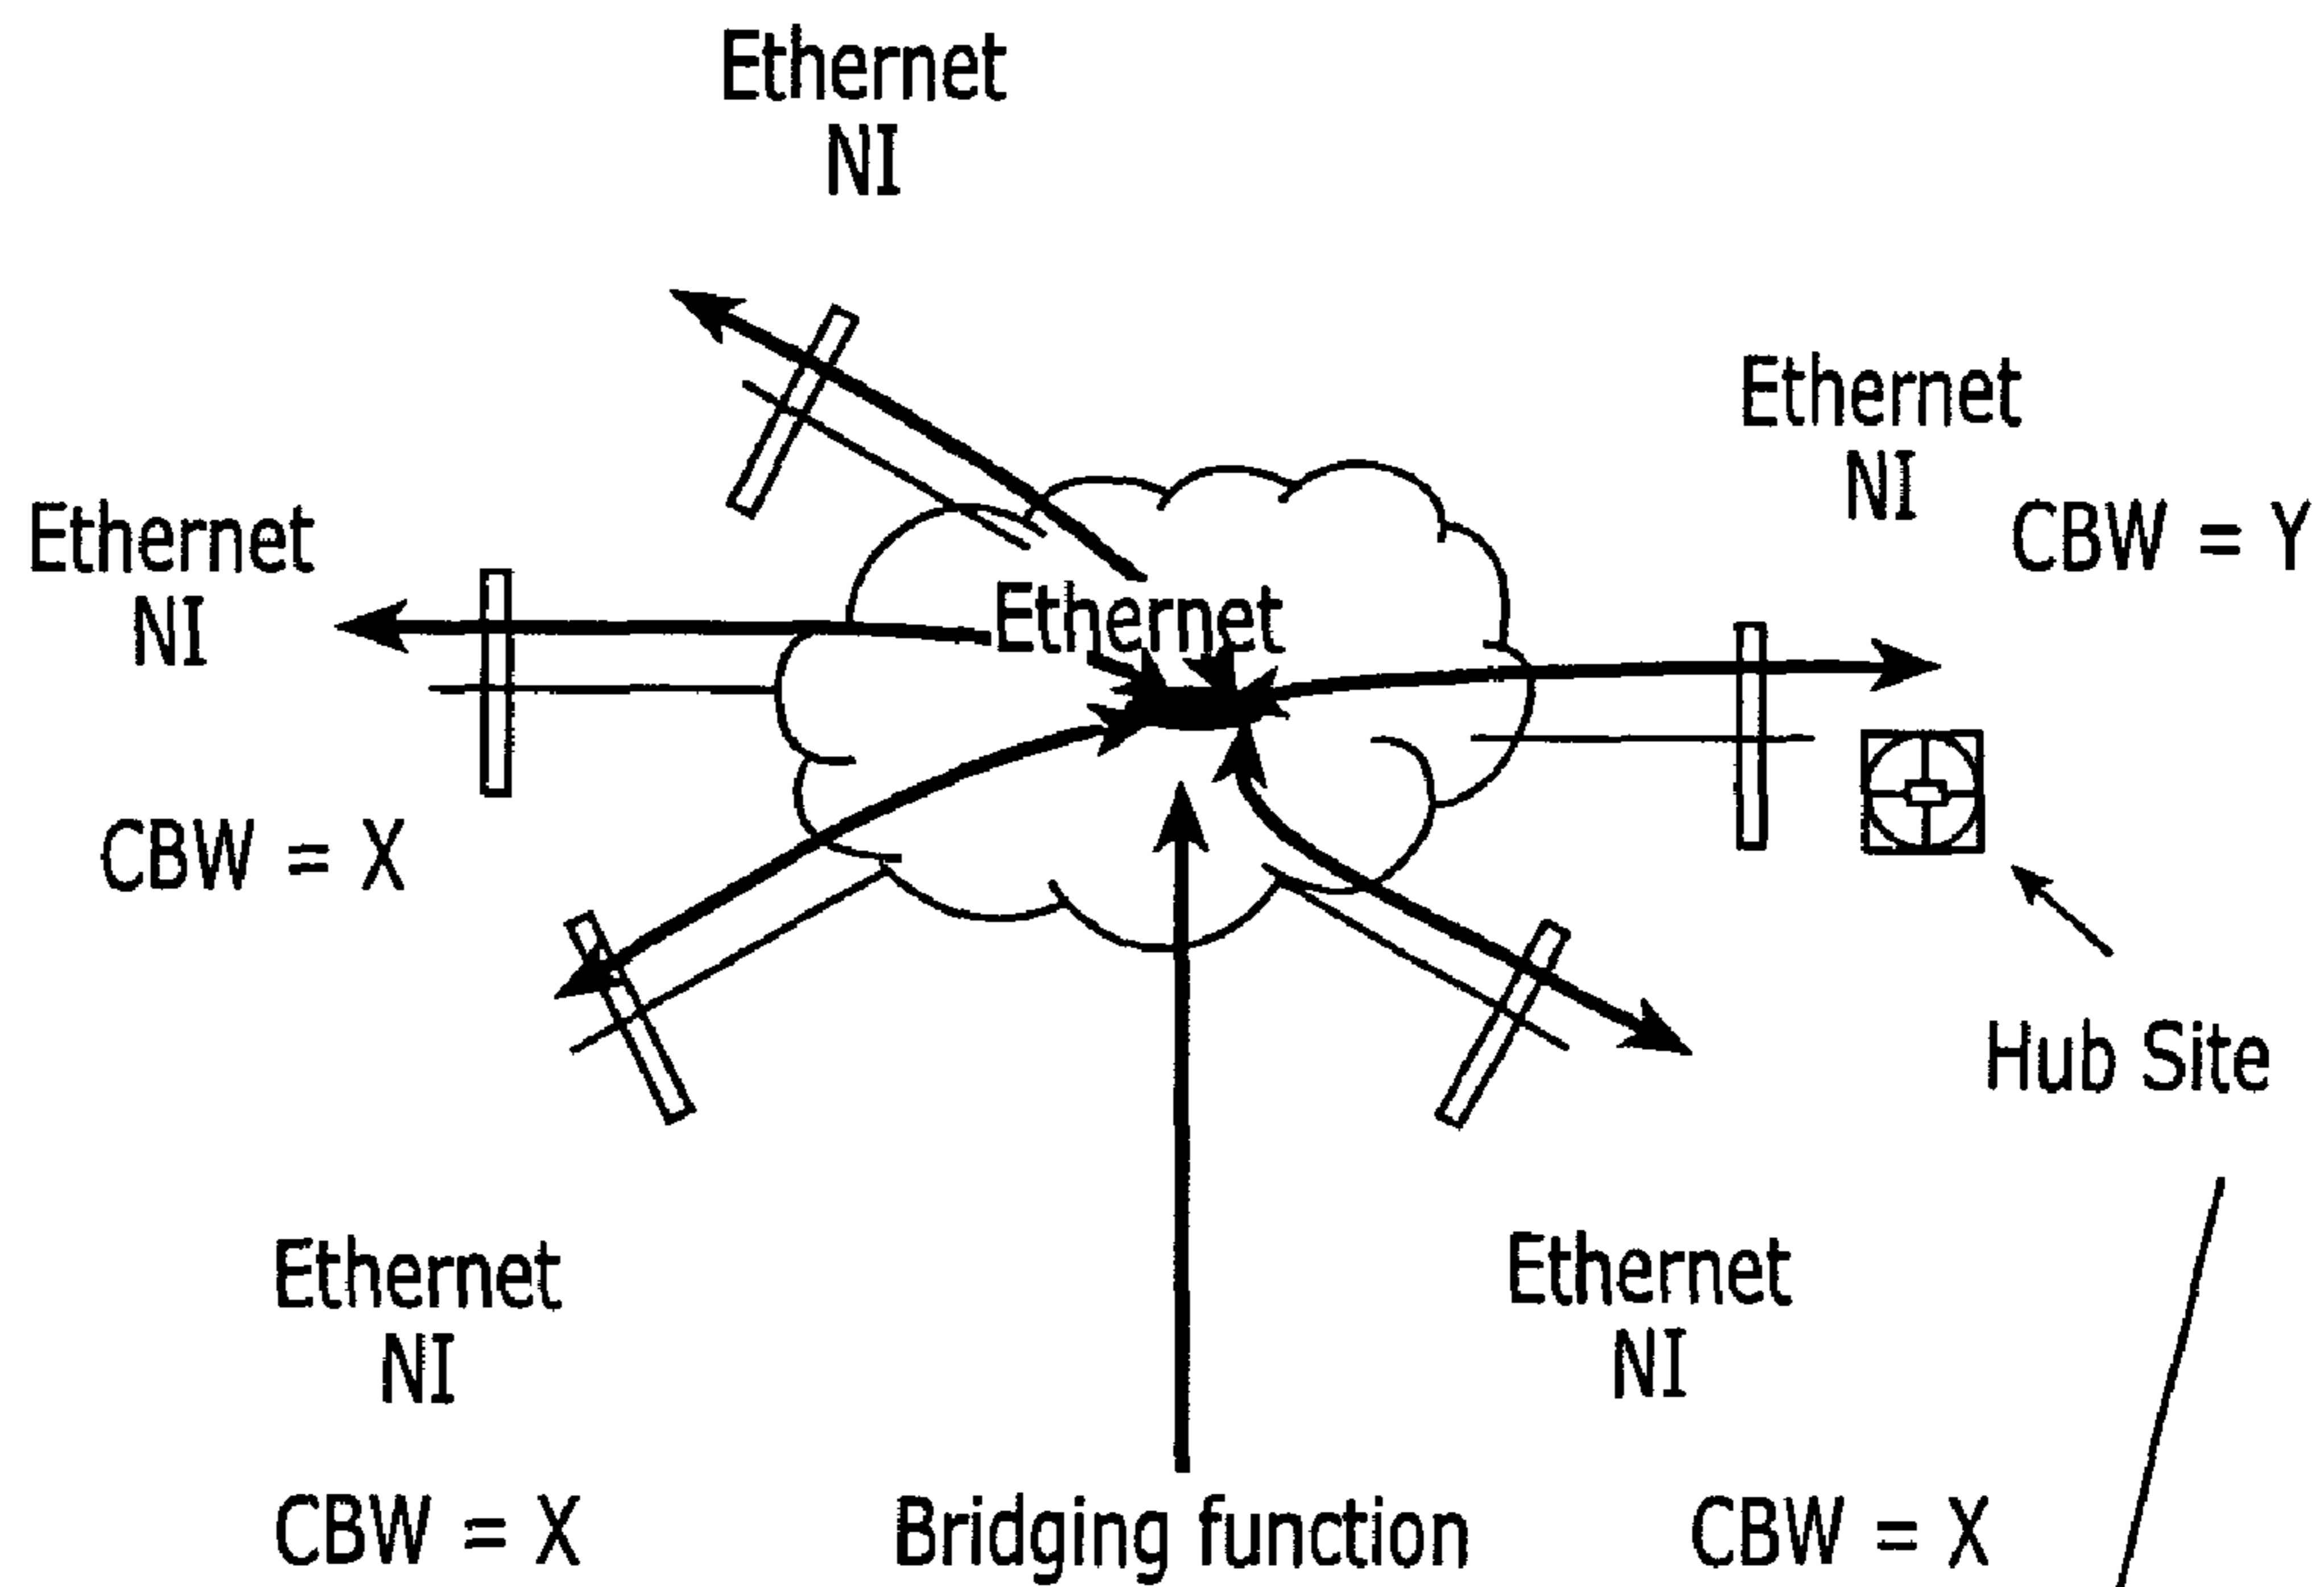 Ethernet
NI
Ethernet
NI
CBW = Y
Ethernet
NI
Ethernet
CBW = X
Hub Site
Ethernet
NI
Ethernet
NI
CBW = X
Bridging function
CBW = X